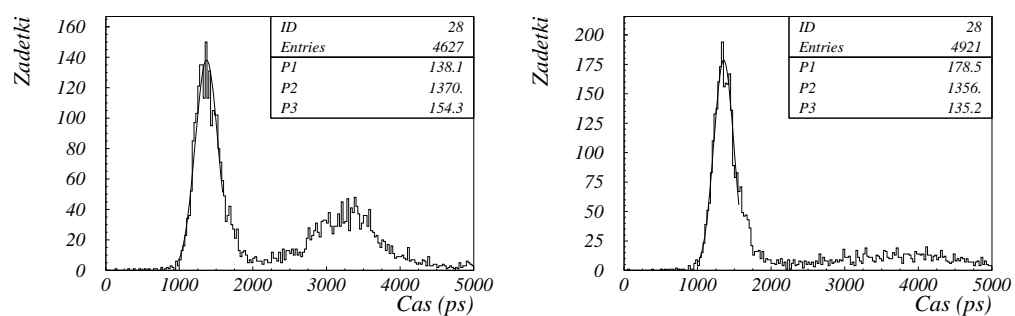 Zadetki
160
140
120
100
80
60
40
20
0
0 1000 2000 3000 4000 5000
Cas (ps)
ID 28
Entries 4627
P1 138.1
P2 1370.
P3 154.3
Zadetki
200
175
150
125
100
75
50
25
0
0 1000 2000 3000 4000 5000
Cas (ps)
ID 28
Entries 4921
P1 178.5
P2 1356.
P3 135.2